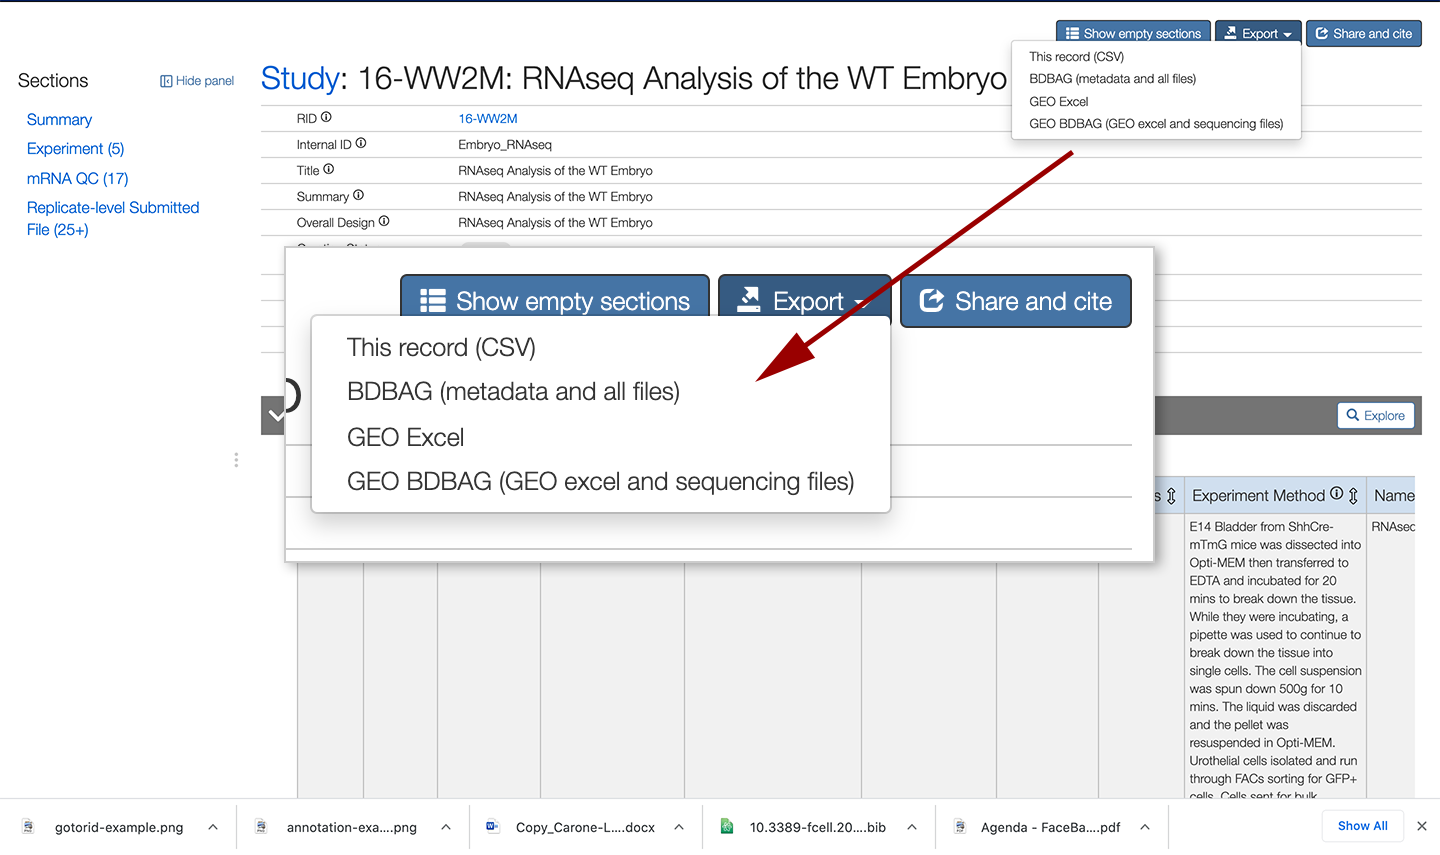 Show empty sections
Export
Share and cite
This record (CSV)
BDBAG (metadata and all files)
GEO Excel
GEO BDBAG (GEO excel and sequencing files)
Sections
Hide panel
Summary
Experiment (5)
mRNA QC (17)
Replicate-level Submitted
File (25+)
Study: 16-WW2M: RNAseq Analysis of the WT Embryo
RID 16-WW2M
Internal ID Embryo_RNAseq
Title RNAseq Analysis of the WT Embryo
Summary RNAseq Analysis of the WT Embryo
Overall Design RNAseq Analysis of the WT Embryo
Show empty sections
Export
Share and cite
This record (CSV)
BDBAG (metadata and all files)
GEO Excel
GEO BDBAG (GEO excel and sequencing files)
Explore
s Experiment Method Name
E14 Bladder from ShhCre- RNAseq
mTmG mice was dissected into
Opti-MEM then transferred to
EDTA and incubated for 20
mins to break down the tissue.
While they were incubating, a
pipette was used to continue to
break down the tissue into
single cells. The cell suspension
was spun down 500g for 10
mins. The liquid was discarded
and the pellet was
resuspended in Opti-MEM.
Urothelial cells isolated and run
through FACs sorting for GFP+
cells. Cells sent for bulk
gotorid-example.png
annotation-exa....png
Copy_Carone-L....docx
10.3389-fcell.20....bib
Agenda - FaceBa....pdf
Show All